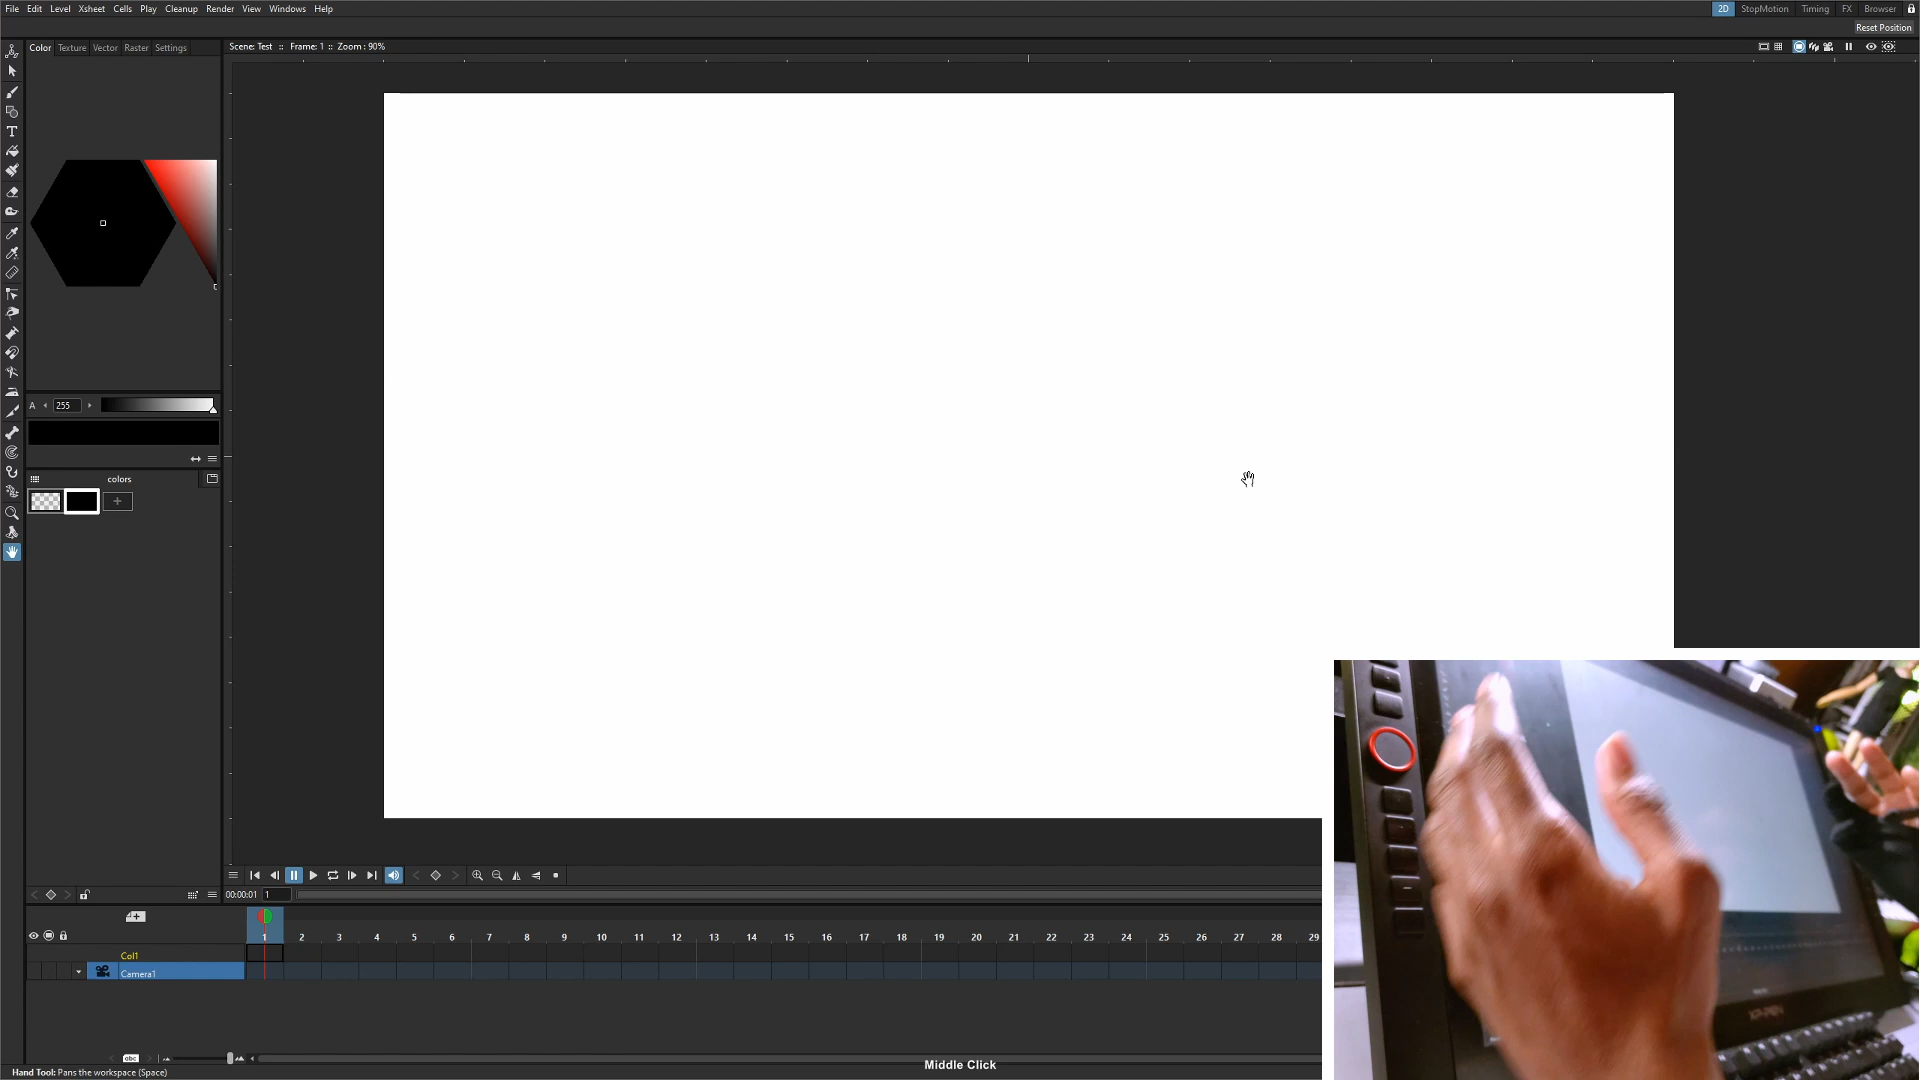 File Edit Level Xsheet Cells Play Cleanup Render View Windows Help
2D StopMotion Timing FX Browser
Reset Position
Color Texture Vector Raster Settings
Scene: Test :: Frame: 1 :: Zoom : 90%
A 255
colors
00:00:01 1
1 2 3 4 5 6 7 8 9 10 11 12 13 14 15 16 17 18 19 20 21 22 23 24 25 26 27 28 29
Col1
Camera1
abc
Middle Click
Hand Tool: Pans the workspace (Space)
XP-PEN